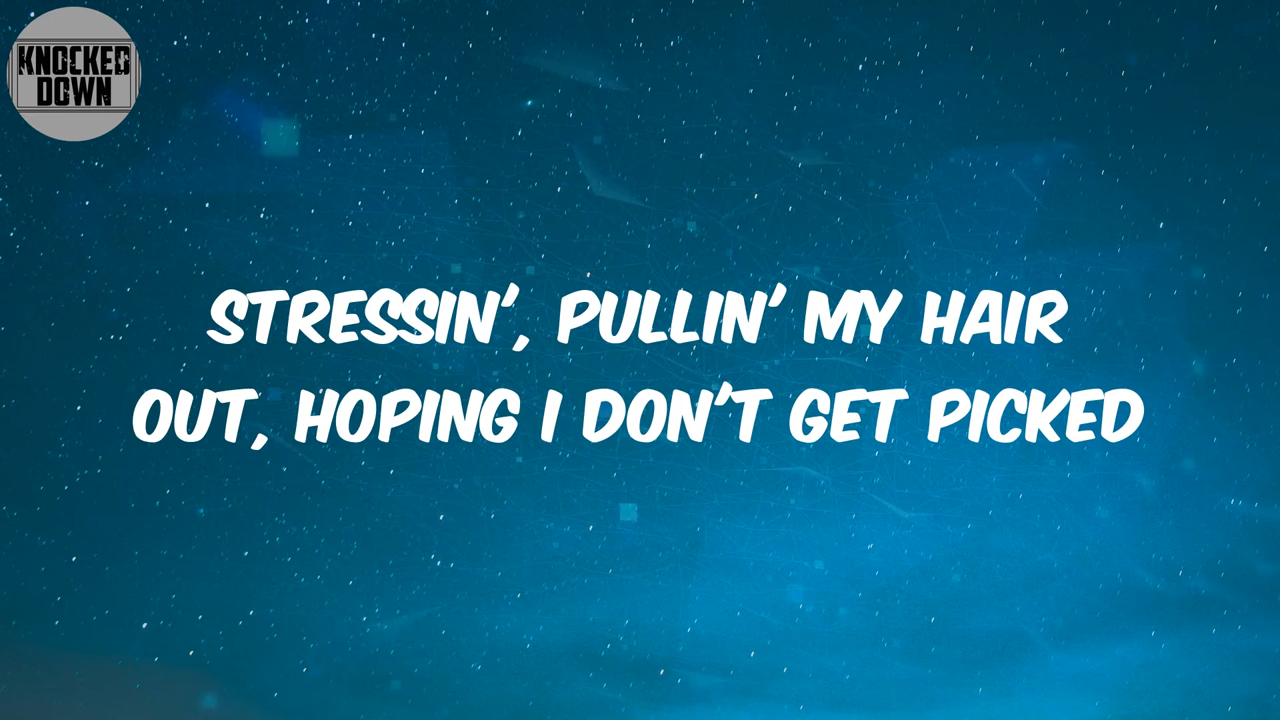 KNOCKED
DOWN
STRESSIN', PULLIN' MY HAIR
OUT, HOPING I DON'T GET PICKED